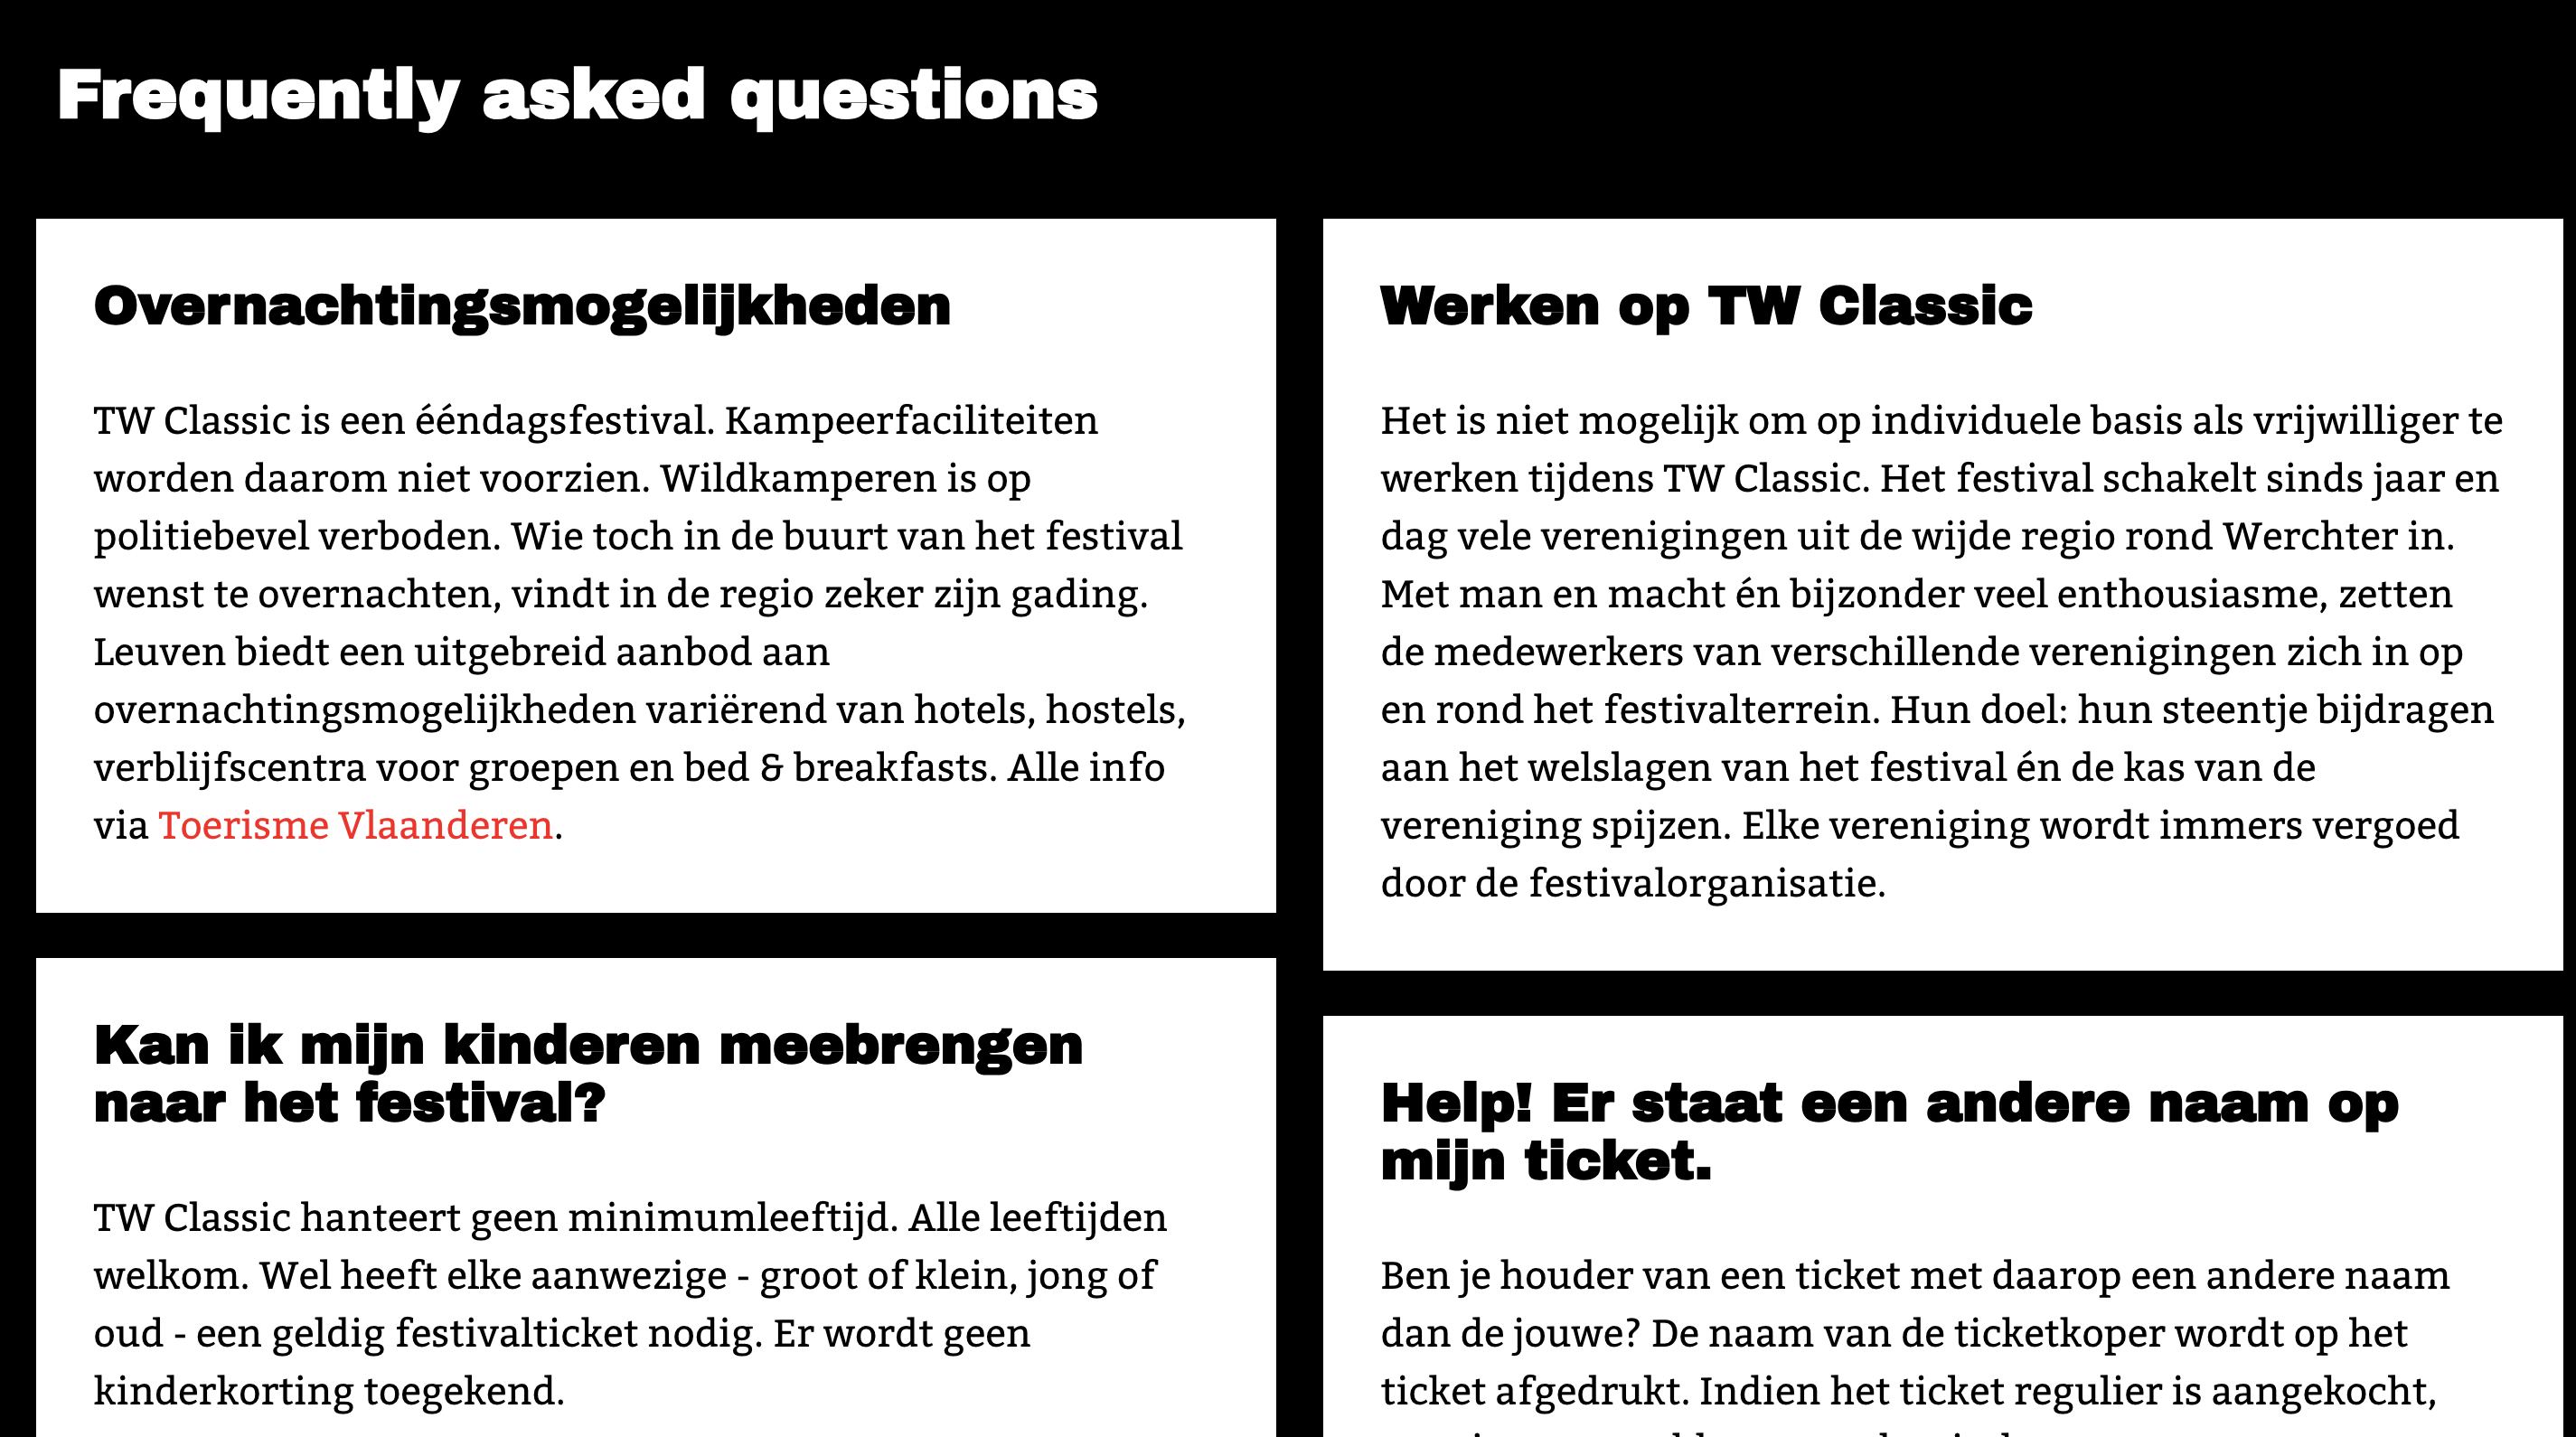 Frequently asked questions
Overnachtingsmogelijkheden
TW Classic is een ééndagsfestival. Kampeerfaciliteiten
worden daarom niet voorzien. Wildkamperen is op
politiebevel verboden. Wie toch in de buurt van het festival
wenst te overnachten, vindt in de regio zeker zijn gading.
Leuven biedt een uitgebreid aanbod aan
overnachtingsmogelijkheden variërend van hotels, hostels,
verblijfscentra voor groepen en bed & breakfasts. Alle info
via Toerisme Vlaanderen.
Kan ik mijn kinderen meebrengen
naar het festival?
TW Classic hanteert geen minimumleeftijd. Alle leeftijden
welkom. Wel heeft elke aanwezige - groot of klein, jong of
oud - een geldig festivalticket nodig. Er wordt geen
kinderkorting toegekend.
Werken op TW Classic
Het is niet mogelijk om op individuele basis als vrijwilliger te
werken tijdens TW Classic. Het festival schakelt sinds jaar en
dag vele verenigingen uit de wijde regio rond Werchter in.
Met man en macht én bijzonder veel enthousiasme, zetten
de medewerkers van verschillende verenigingen zich in op
en rond het festivalterrein. Hun doel: hun steentje bijdragen
aan het welslagen van het festival én de kas van de
vereniging spijzen. Elke vereniging wordt immers vergoed
door de festivalorganisatie.
Help! Er staat een andere naam op
mijn ticket.
Ben je houder van een ticket met daarop een andere naam
dan de jouwe? De naam van de ticketkoper wordt op het
ticket afgedrukt. Indien het ticket regulier is aangekocht,